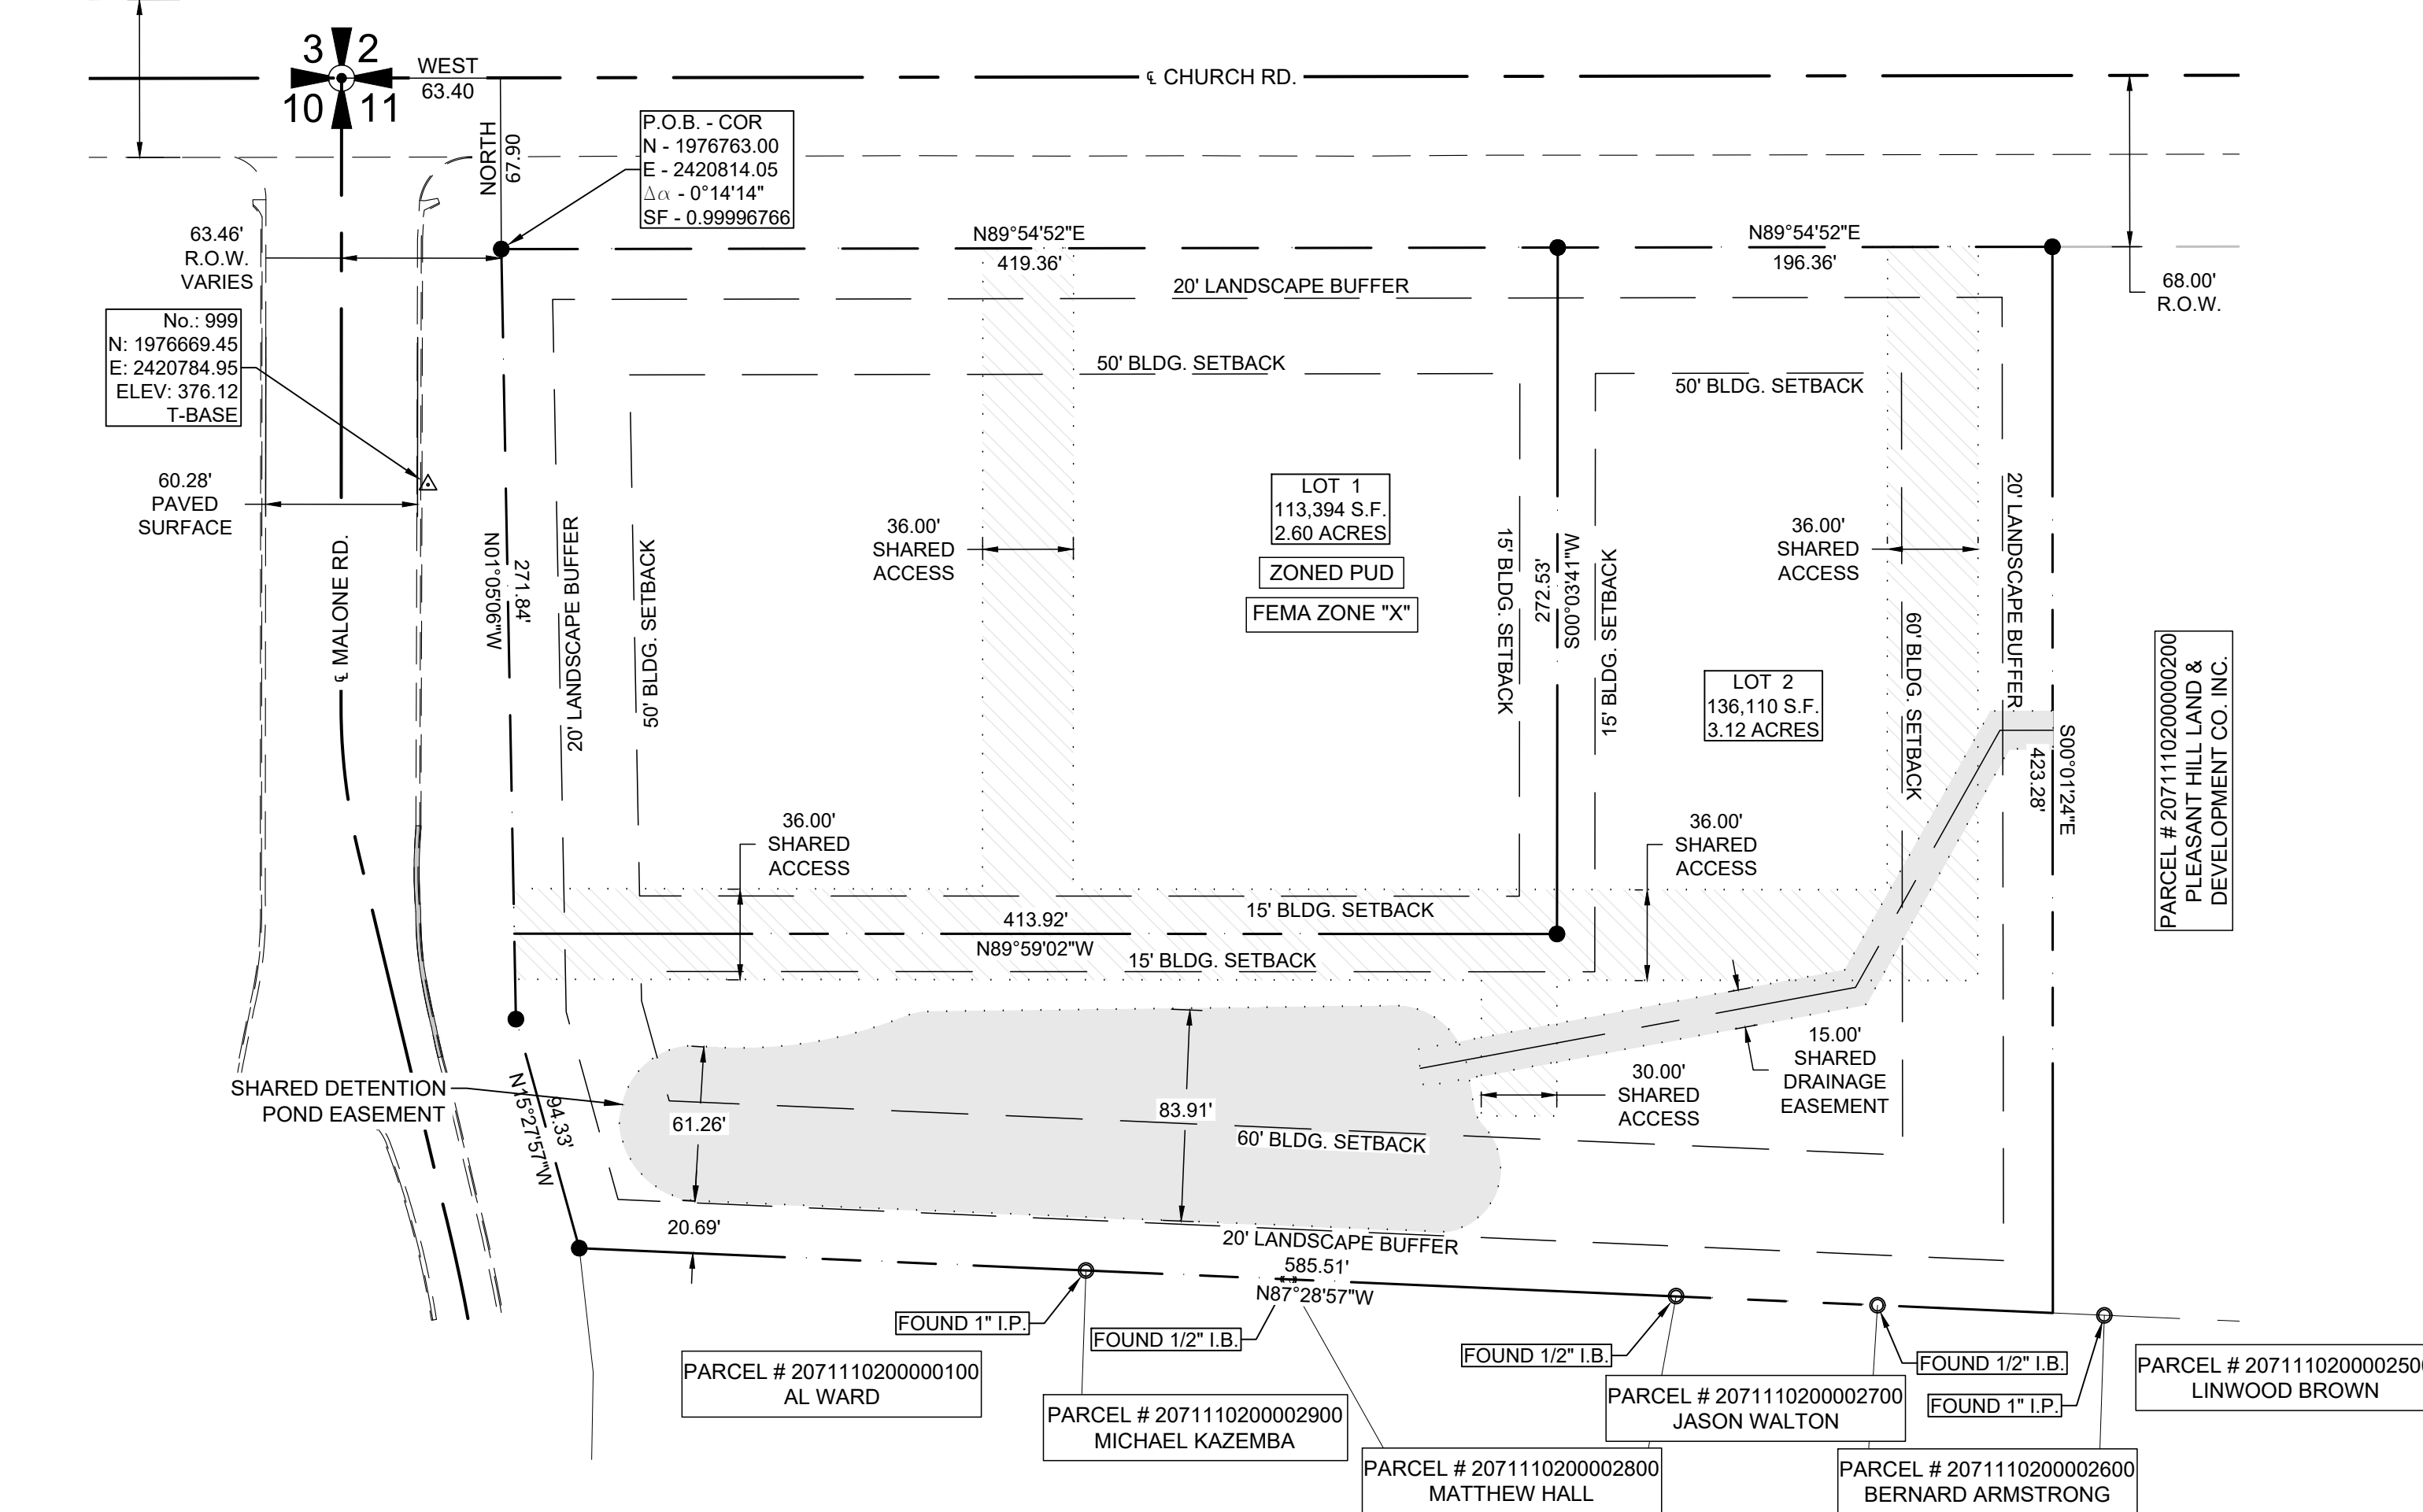 3 2
10 11
WEST
63.40
℄ CHURCH RD.
NORTH
67.90
P.O.B. - COR
N - 1976763.00
E - 2420814.05
Δα - 0°14'14"
SF - 0.99996766
63.46'
R.O.W.
VARIES
N89°54'52"E
419.36'
N89°54'52"E
196.36'
68.00'
R.O.W.
20' LANDSCAPE BUFFER
No.: 999
N: 1976669.45
E: 2420784.95
ELEV: 376.12
T-BASE
50' BLDG. SETBACK
50' BLDG. SETBACK
60.28'
PAVED
SURFACE
℄ MALONE RD.
N01°05'06"W
271.84'
20' LANDSCAPE BUFFER
50' BLDG. SETBACK
36.00'
SHARED
ACCESS
LOT 1
113,394 S.F.
2.60 ACRES
ZONED PUD
FEMA ZONE "X"
15' BLDG. SETBACK
272.53'
S00°03'41"W
15' BLDG. SETBACK
36.00'
SHARED
ACCESS
LOT 2
136,110 S.F.
3.12 ACRES
60' BLDG. SETBACK
20' LANDSCAPE BUFFER
S00°01'24"E
423.28'
PARCEL # 2071110200000200
PLEASANT HILL LAND &
DEVELOPMENT CO. INC.
36.00'
SHARED
ACCESS
36.00'
SHARED
ACCESS
15' BLDG. SETBACK
413.92'
N89°59'02"W
15' BLDG. SETBACK
SHARED DETENTION
POND EASEMENT
94.33'
N15°27'57"W
61.26'
83.91'
60' BLDG. SETBACK
30.00'
SHARED
ACCESS
15.00'
SHARED
DRAINAGE
EASEMENT
20.69'
20' LANDSCAPE BUFFER
585.51'
N87°28'57"W
FOUND 1" I.P.
FOUND 1/2" I.B.
FOUND 1/2" I.B.
FOUND 1/2" I.B.
FOUND 1" I.P.
PARCEL # 2071110200000100
AL WARD
PARCEL # 2071110200002900
MICHAEL KAZEMBA
PARCEL # 2071110200002800
MATTHEW HALL
PARCEL # 2071110200002700
JASON WALTON
PARCEL # 2071110200002600
BERNARD ARMSTRONG
PARCEL # 207111020000250
LINWOOD BROWN